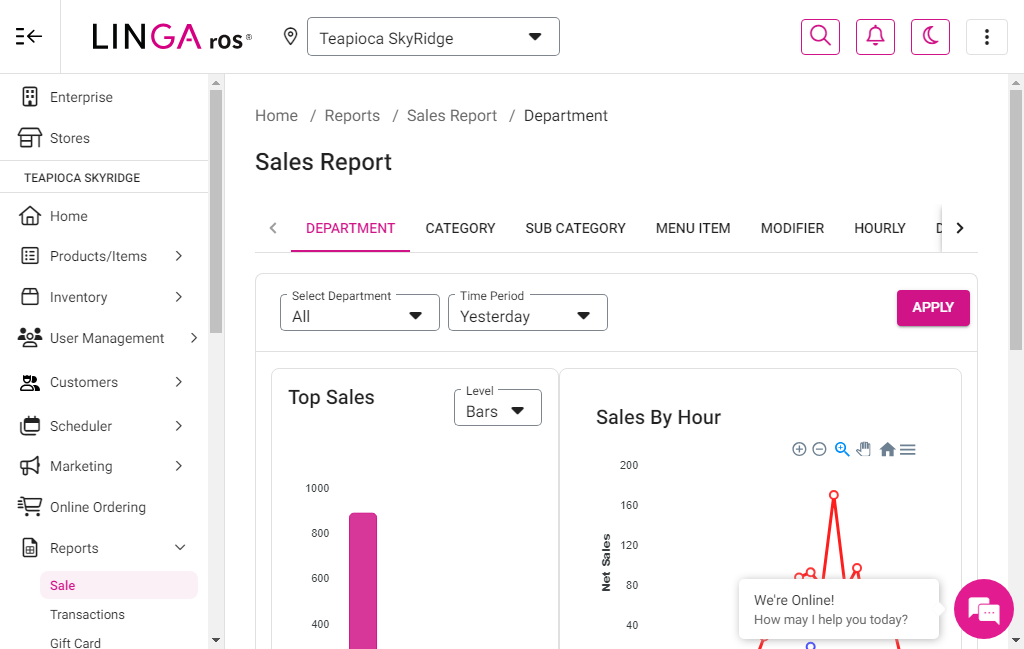 LINGA ros®
Teapioca SkyRidge
Enterprise
Stores
TEAPIOCA SKYRIDGE
Home
Products/Items
Inventory
User Management
Customers
Scheduler
Marketing
Online Ordering
Reports
Sale
Transactions
Gift Card
Home / Reports / Sales Report / Department
Sales Report
DEPARTMENT CATEGORY SUB CATEGORY MENU ITEM MODIFIER HOURLY
Select Department
All
Time Period
Yesterday
APPLY
Top Sales
Level
Bars
1000
800
600
400
Sales By Hour
200
160
120
80
40
Net Sales
We're Online!
How may I help you today?